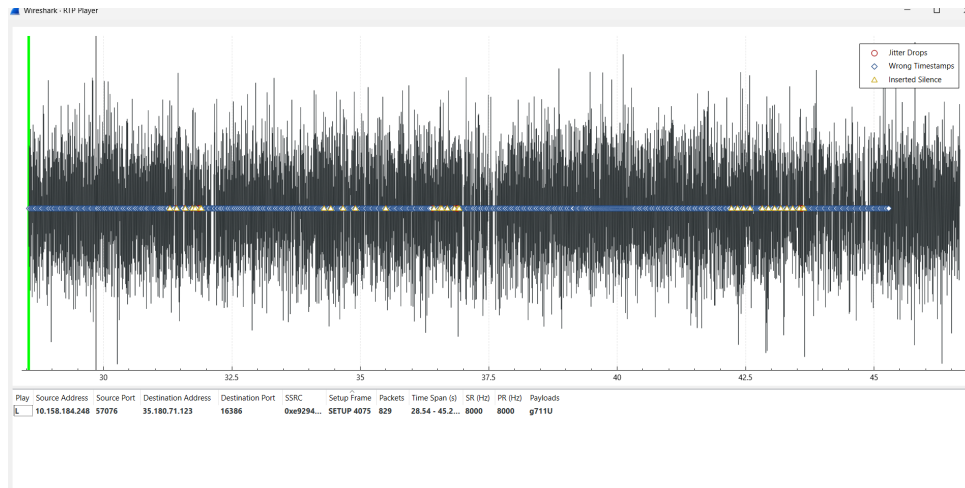 Wireshark · RTP Player
Jitter Drops
Wrong Timestamps
Inserted Silence
30 32.5 35 37.5 40 42.5 45
Play Source Address Source Port Destination Address Destination Port SSRC Setup Frame Packets Time Span (s) SR (Hz) PR (Hz) Payloads
L 10.158.184.248 57076 35.180.71.123 16386 0xe9294... SETUP 4075 829 28.54 - 45.2... 8000 8000 g711U